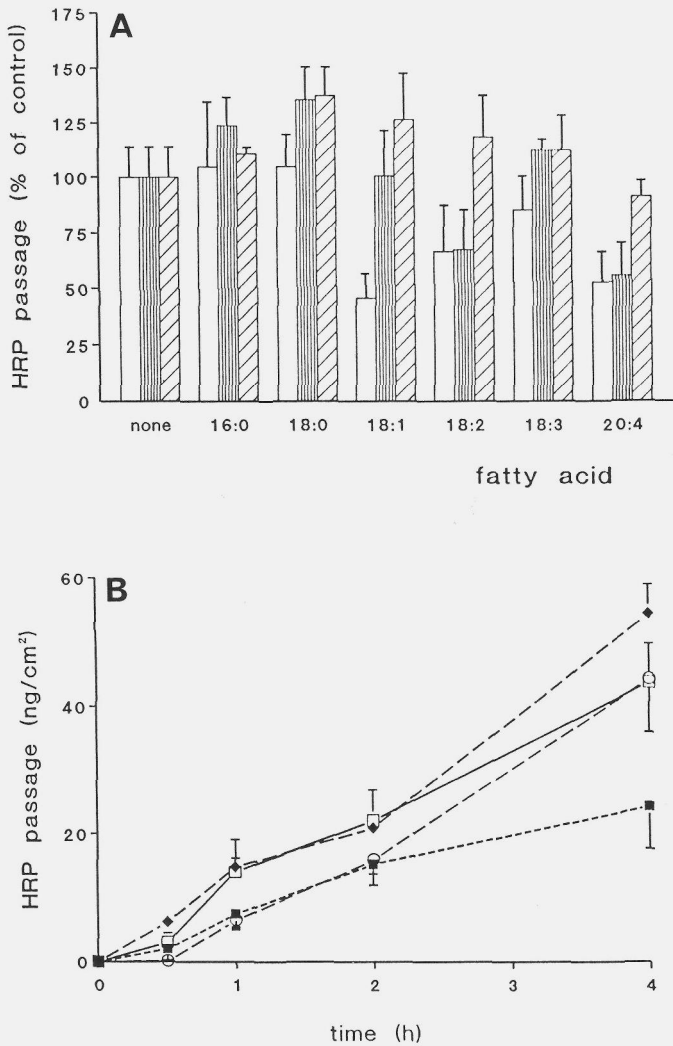 A
HRP passage (% of control)
175
150
125
100
75
50
25
0
none 16:0 18:0 18:1 18:2 18:3 20:4
fatty acid
B
HRP passage (ng/cm²)
60
40
20
0
0 1 2 3 4
time (h)